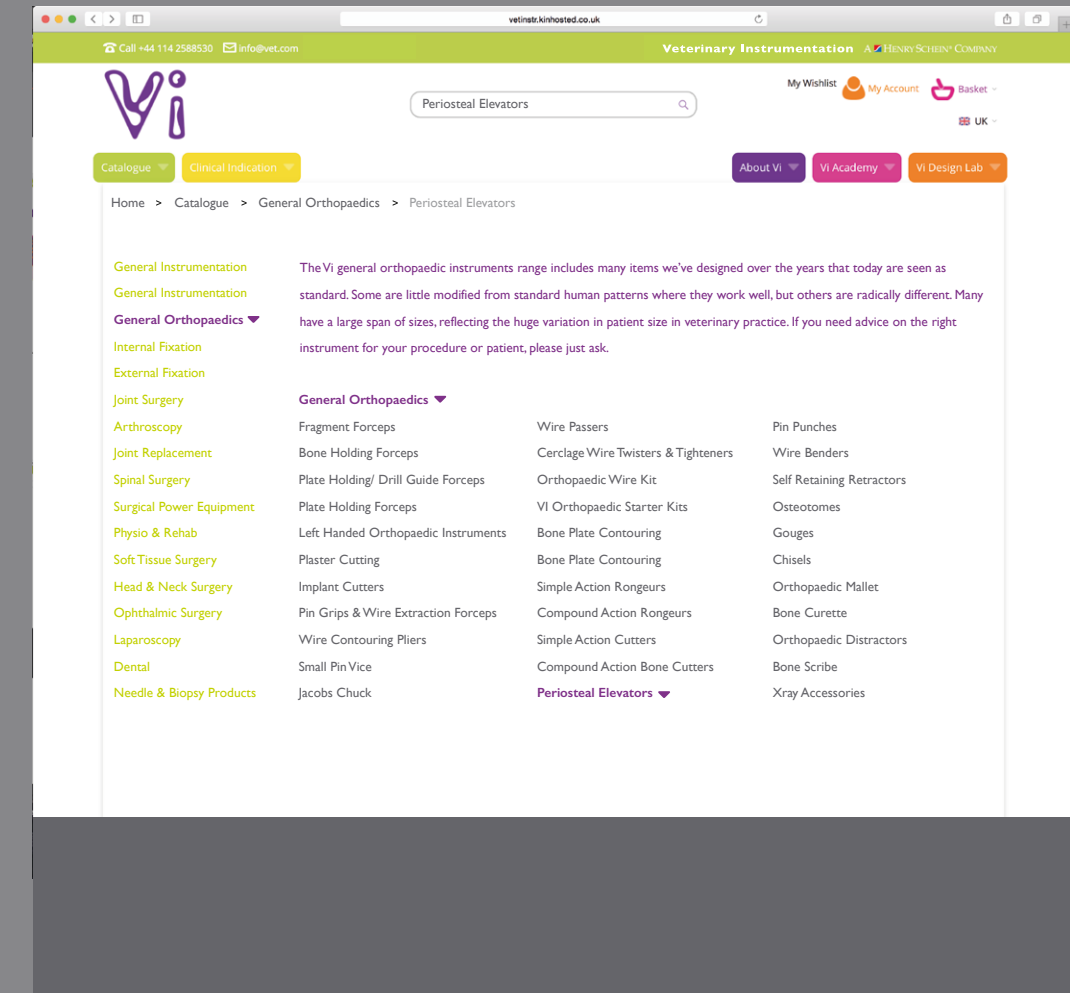 vetinstr.kinhosted.co.uk
Call +44 114 2588530 info@vet.com
Veterinary Instrumentation A HENRY SCHEIN® COMPANY
Vi
Periosteal Elevators
My Wishlist My Account Basket
UK
Catalogue Clinical Indication About Vi Vi Academy Vi Design Lab
Home > Catalogue > General Orthopaedics > Periosteal Elevators
General Instrumentation
General Instrumentation
General Orthopaedics
Internal Fixation
External Fixation
Joint Surgery
Arthroscopy
Joint Replacement
Spinal Surgery
Surgical Power Equipment
Physio & Rehab
Soft Tissue Surgery
Head & Neck Surgery
Ophthalmic Surgery
Laparoscopy
Dental
Needle & Biopsy Products
The Vi general orthopaedic instruments range includes many items we've designed over the years that today are seen as
standard. Some are little modified from standard human patterns where they work well, but others are radically different. Many
have a large span of sizes, reflecting the huge variation in patient size in veterinary practice. If you need advice on the right
instrument for your procedure or patient, please just ask.
General Orthopaedics
Fragment Forceps
Bone Holding Forceps
Plate Holding/ Drill Guide Forceps
Plate Holding Forceps
Left Handed Orthopaedic Instruments
Plaster Cutting
Implant Cutters
Pin Grips & Wire Extraction Forceps
Wire Contouring Pliers
Small Pin Vice
Jacobs Chuck
Wire Passers
Cerclage Wire Twisters & Tighteners
Orthopaedic Wire Kit
VI Orthopaedic Starter Kits
Bone Plate Contouring
Bone Plate Contouring
Simple Action Rongeurs
Compound Action Rongeurs
Simple Action Cutters
Compound Action Bone Cutters
Periosteal Elevators
Pin Punches
Wire Benders
Self Retaining Retractors
Osteotomes
Gouges
Chisels
Orthopaedic Mallet
Bone Curette
Orthopaedic Distractors
Bone Scribe
Xray Accessories